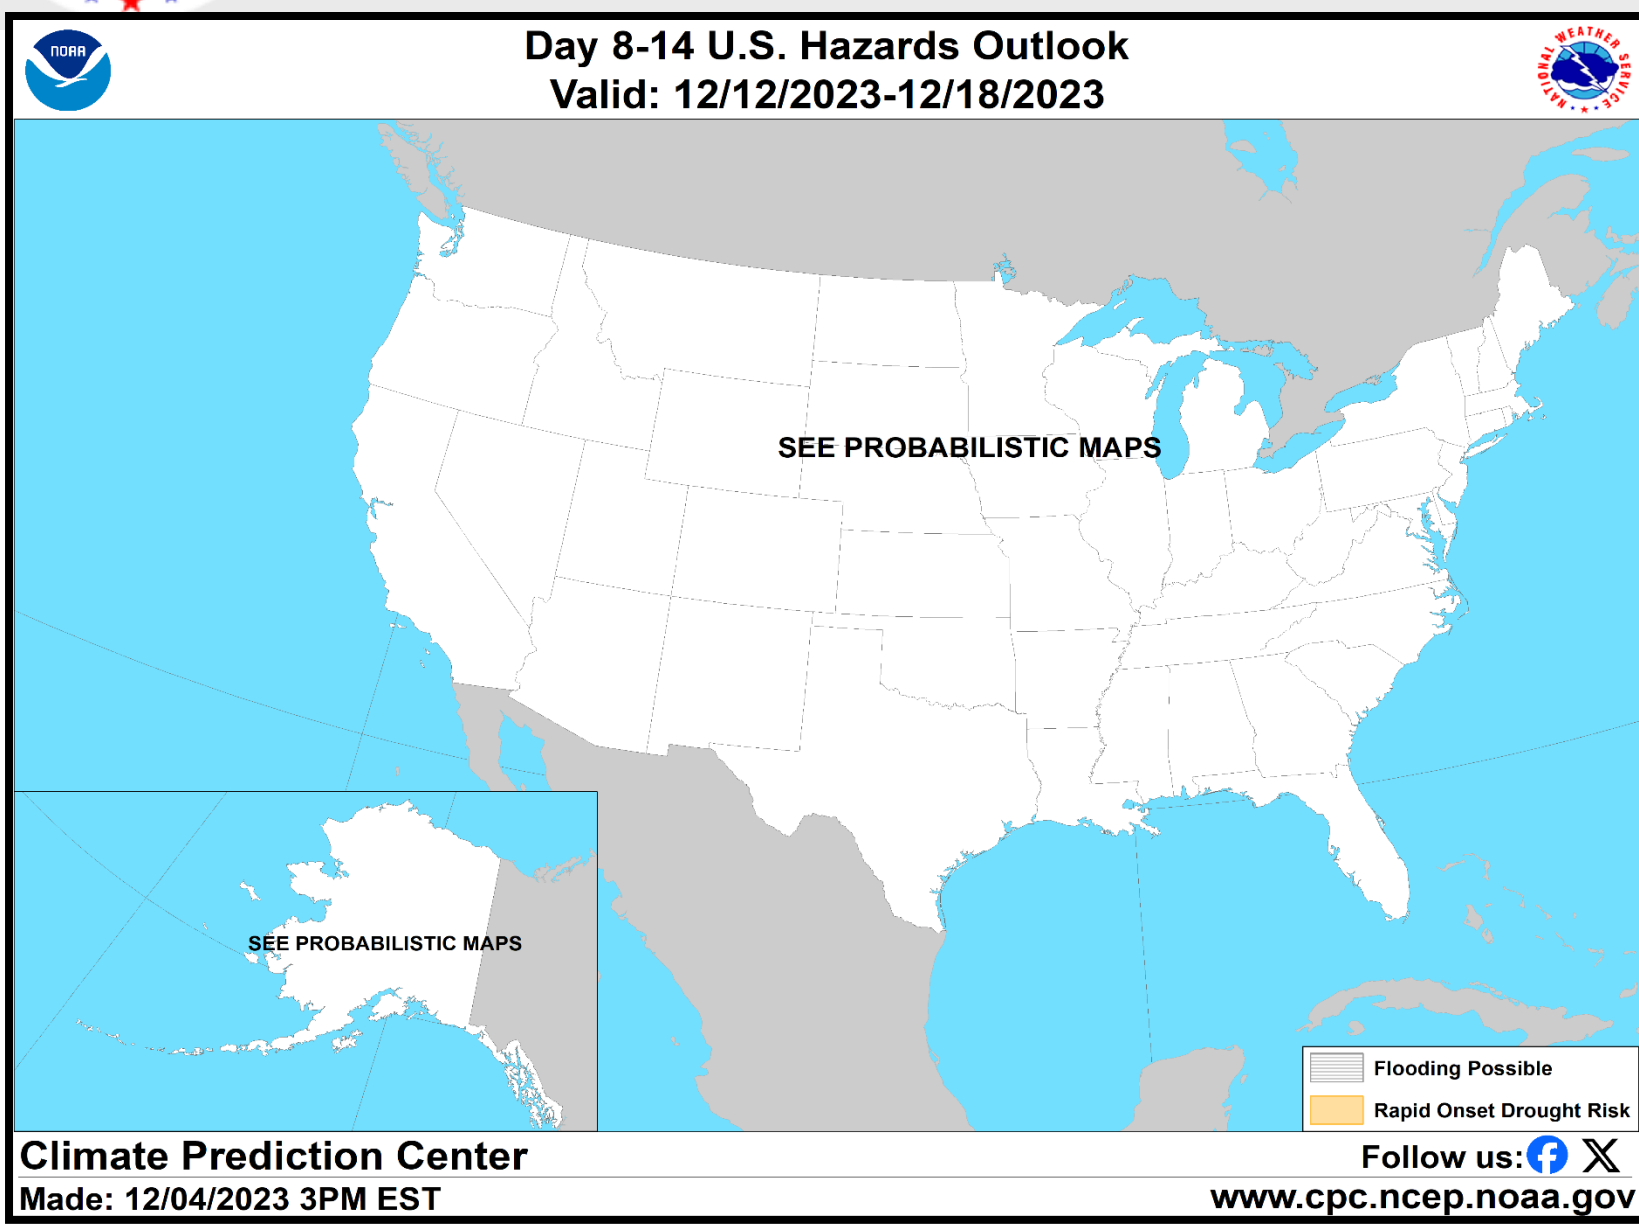 NOAA
Day 8-14 U.S. Hazards Outlook
Valid: 12/12/2023-12/18/2023
NATIONAL WEATHER SERVICE
SEE PROBABILISTIC MAPS
SEE PROBABILISTIC MAPS
Flooding Possible
Rapid Onset Drought Risk
Climate Prediction Center
Follow us:
Made: 12/04/2023 3PM EST
www.cpc.ncep.noaa.gov